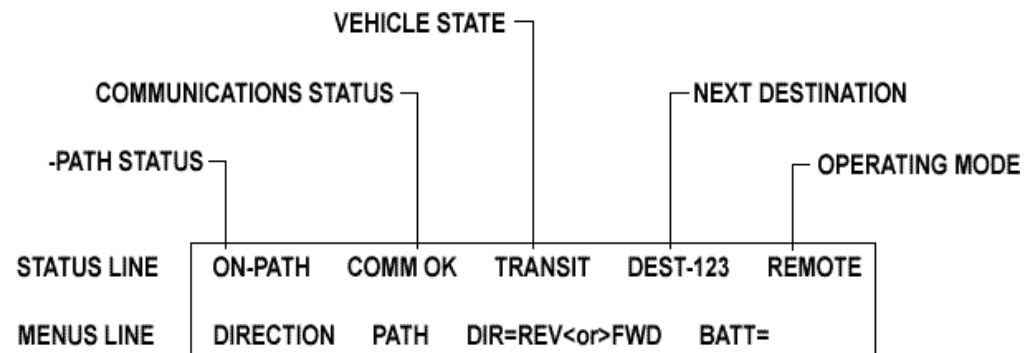 VEHICLE STATE
COMMUNICATIONS STATUS
NEXT DESTINATION
-PATH STATUS
OPERATING MODE
STATUS LINE ON-PATH COMM OK TRANSIT DEST-123 REMOTE
MENUS LINE DIRECTION PATH DIR=REV<or>FWD BATT=